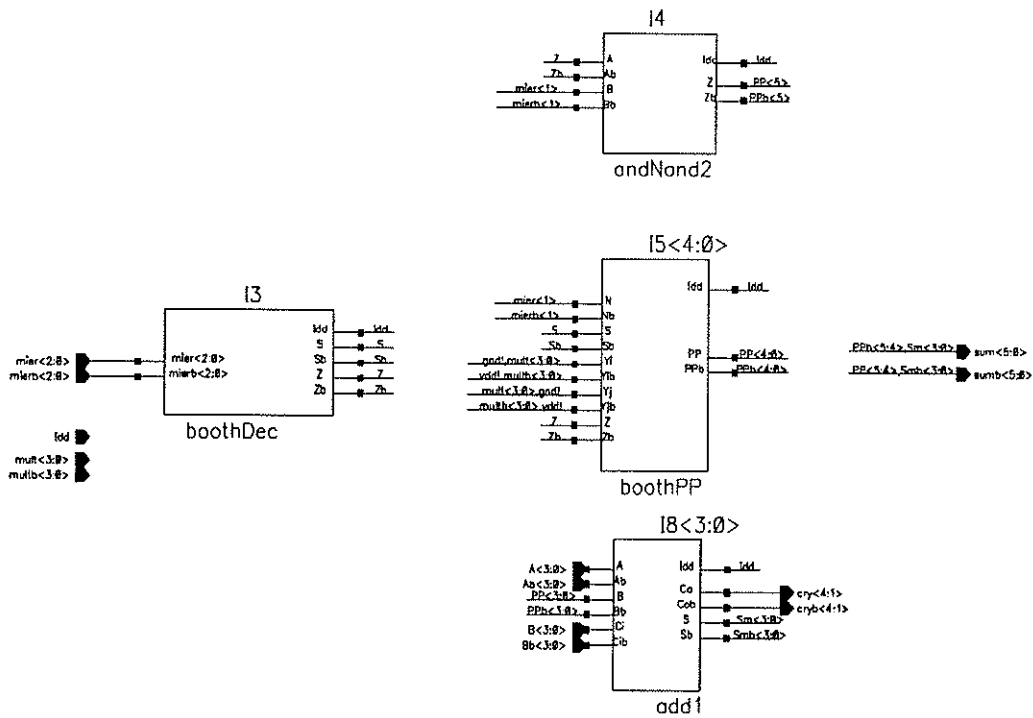 I4
Z A Idd Idd
Zb Ab
mier<1> B Z PP<5>
mierb<1> Bb Zb PPb<5>
andNand2
I5<4:0>
Idd Idd
mier<1> N
mierb<1> Nb
S S
Sb Sb
gnd!,mult<3:0> Yi PP PP<4:0>
vdd!,multb<3:0> Yib PPb PPb<4:0>
mult<3:0>,gnd! Yj
multb<3:0>,vdd! Yjb
Z Z
Zb Zb
boothPP
I3
Idd Idd
S S
mier<2:0> mier<2:0> Sb Sb
mierb<2:0> mierb<2:0> Z Z
Zb Zb
boothDec
Idd
mult<3:0>
multb<3:0>
PPb<5:4>,Sm<3:0> sum<5:0>
PP<5:4>,Smb<3:0> sumb<5:0>
I8<3:0>
A<3:0> A Idd Idd
Ab<3:0> Ab Co cry<4:1>
PP<3:0> B Cob cryb<4:1>
PPb<3:0> Bb S Sm<3:0>
B<3:0> Ci Sb Smb<3:0>
Bb<3:0> Cib
add1